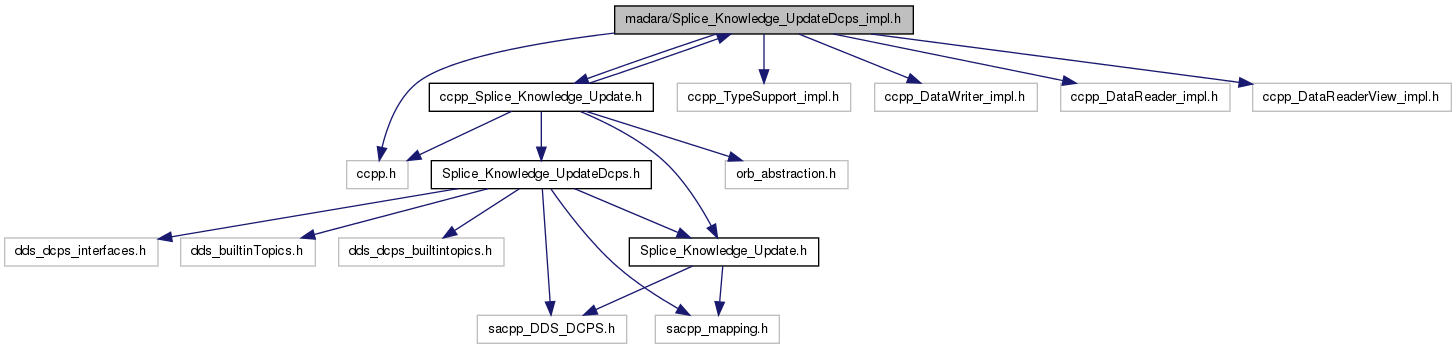 madara/Splice_Knowledge_UpdateDcps_impl.h
ccpp_Splice_Knowledge_Update.h
ccpp_TypeSupport_impl.h
ccpp_DataWriter_impl.h
ccpp_DataReader_impl.h
ccpp_DataReaderView_impl.h
ccpp.h
Splice_Knowledge_UpdateDcps.h
orb_abstraction.h
dds_dcps_interfaces.h
dds_builtinTopics.h
dds_dcps_builtintopics.h
Splice_Knowledge_Update.h
sacpp_DDS_DCPS.h
sacpp_mapping.h